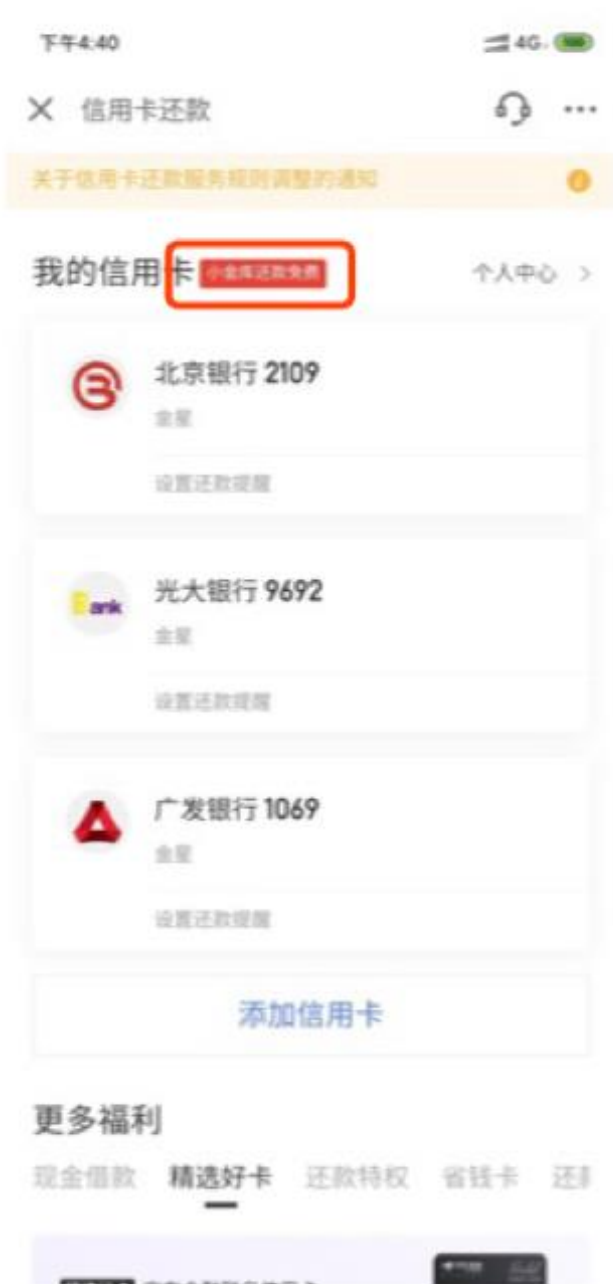 下午4:40
4G
信用卡还款
关于信用卡还款服务规则调整的通知
我的信用卡 小金库还款免费
个人中心 >
北京银行 2109
金星
设置还款提醒
Bank
光大银行 9692
金星
设置还款提醒
广发银行 1069
金星
设置还款提醒
添加信用卡
更多福利
现金借款 精选好卡 还款特权 省钱卡